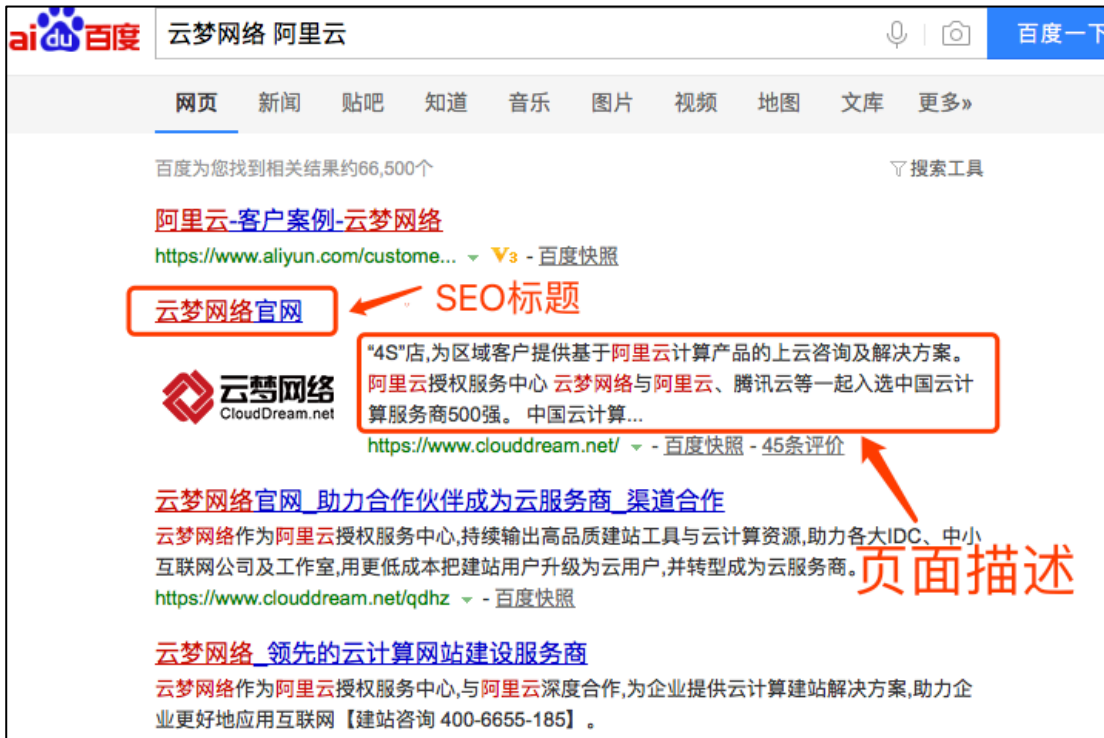 ai du 百度 云梦网络 阿里云 百度一下
网页 新闻 贴吧 知道 音乐 图片 视频 地图 文库 更多»
百度为您找到相关结果约66,500个 搜索工具
阿里云-客户案例-云梦网络
https://www.aliyun.com/custome... V3 - 百度快照
云梦网络官网 SEO标题
“4S”店,为区域客户提供基于阿里云计算产品的上云咨询及解决方案。
阿里云授权服务中心 云梦网络与阿里云、腾讯云等一起入选中国云计
算服务商500强。 中国云计算...
云梦网络
CloudDream.net
https://www.clouddream.net/ - 百度快照 - 45条评价
云梦网络官网_助力合作伙伴成为云服务商_渠道合作
云梦网络作为阿里云授权服务中心,持续输出高品质建站工具与云计算资源,助力各大IDC、中小
互联网公司及工作室,用更低成本把建站用户升级为云用户,并转型成为云服务商。
页面描述
https://www.clouddream.net/qdhz - 百度快照
云梦网络_领先的云计算网站建设服务商
云梦网络作为阿里云授权服务中心,与阿里云深度合作,为企业提供云计算建站解决方案,助力企
业更好地应用互联网【建站咨询 400-6655-185】。